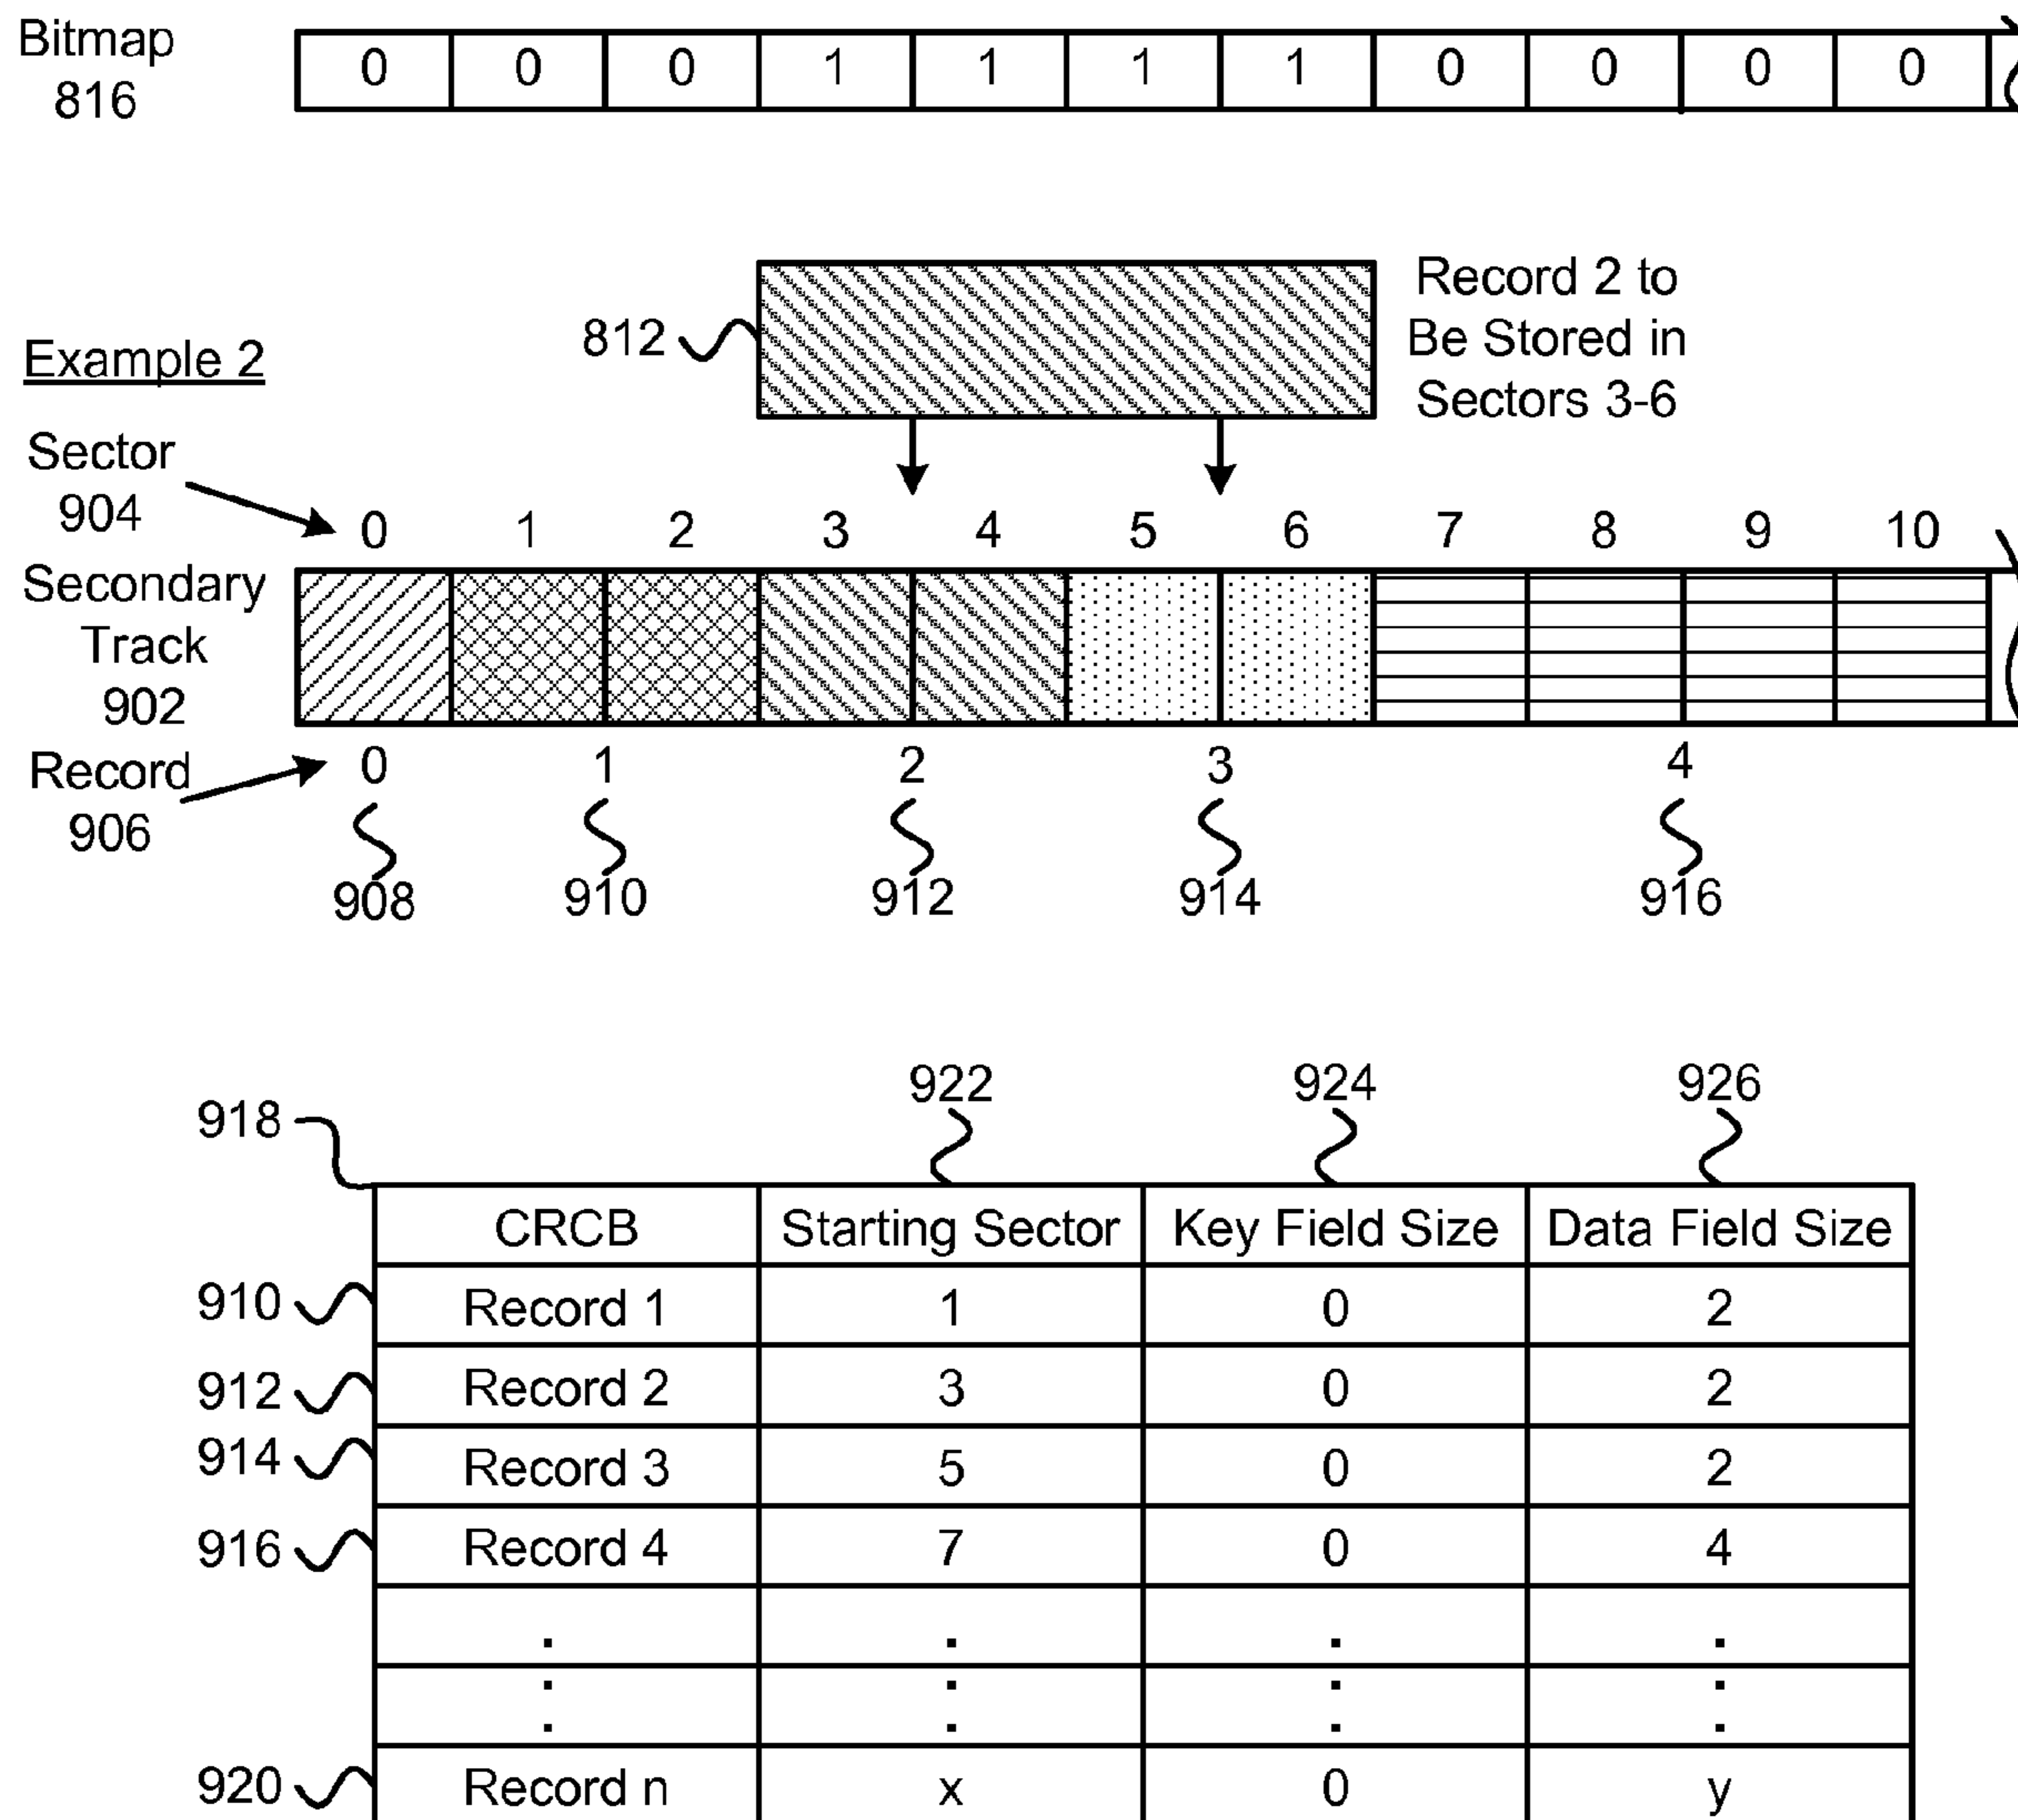 Bitmap
816
0 0 0 1 1 1 1 0 0 0 0
812
Record 2 to
Be Stored in
Sectors 3-6
Example 2
Sector
904
0 1 2 3 4 5 6 7 8 9 10
Secondary
Track
902
Record
906
0 1 2 3 4
908 910 912 914 916
922 924 926
918
CRCB Starting Sector Key Field Size Data Field Size
910 Record 1 1 0 2
912 Record 2 3 0 2
914 Record 3 5 0 2
916 Record 4 7 0 4
. . . .
: : : :
. . . .
920 Record n x 0 y